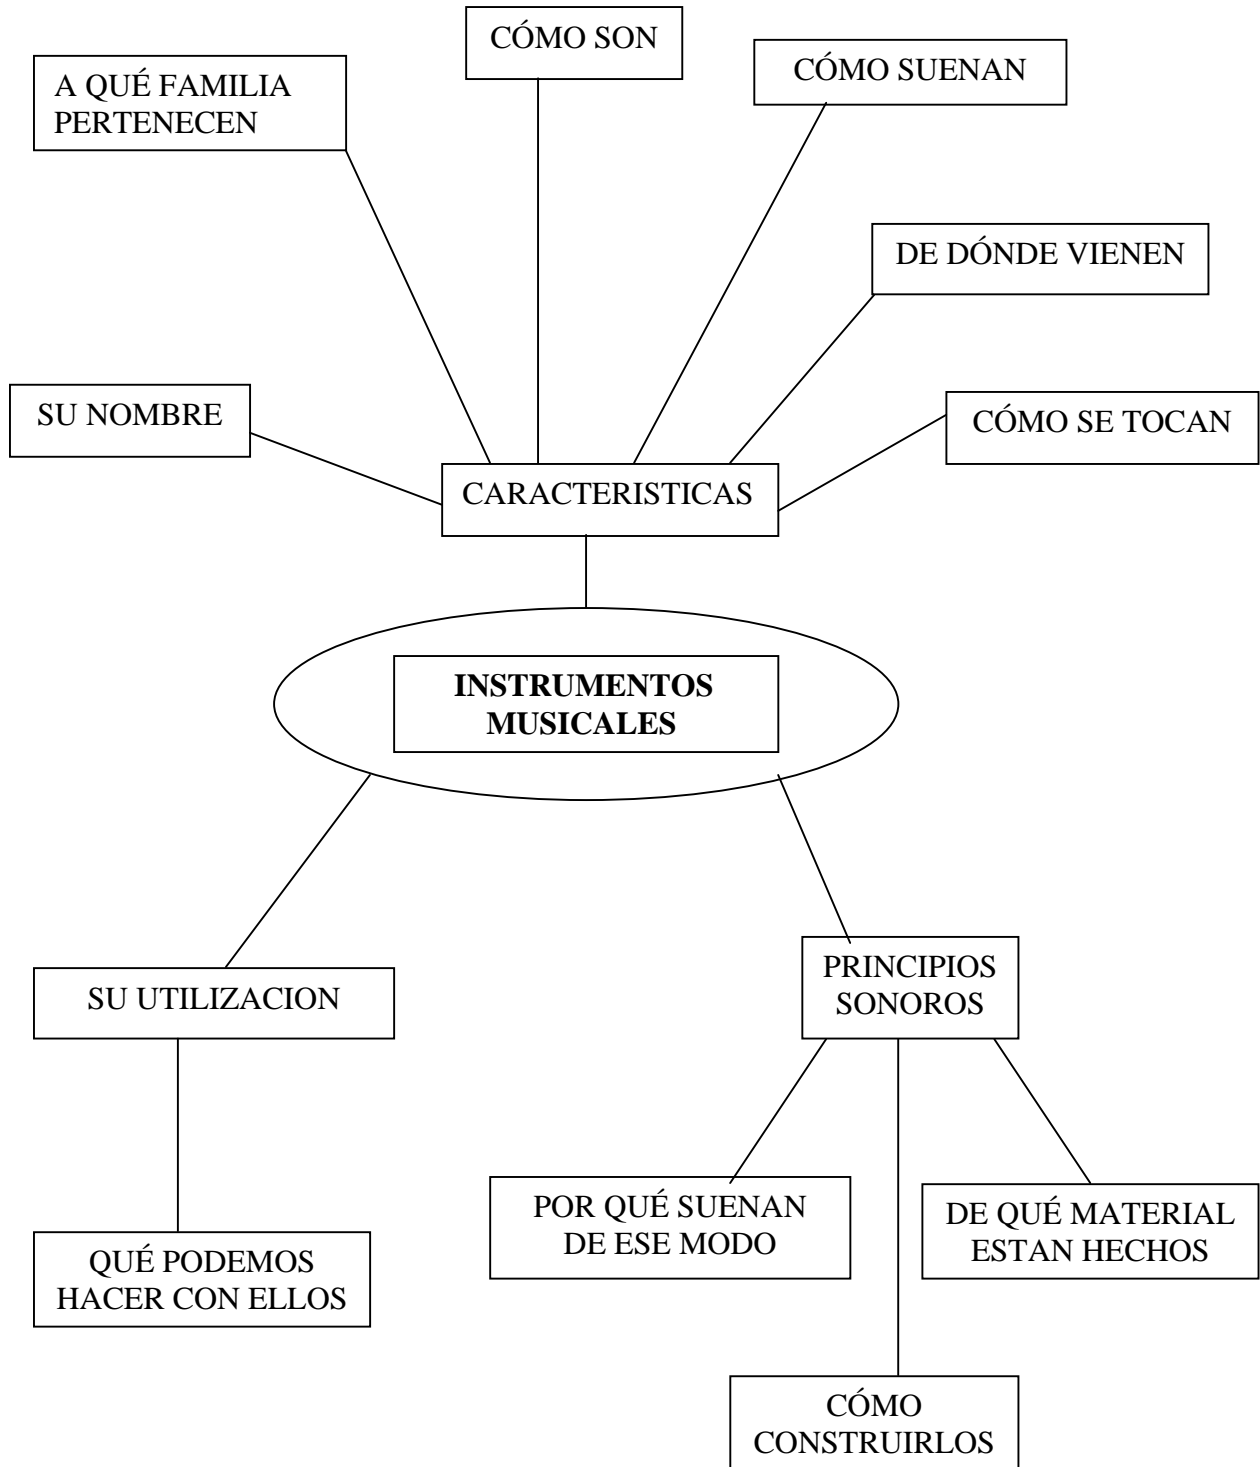 CÓMO SON
CÓMO SUENAN
A QUÉ FAMILIA
PERTENECEN
DE DÓNDE VIENEN
SU NOMBRE
CÓMO SE TOCAN
CARACTERISTICAS
INSTRUMENTOS
MUSICALES
SU UTILIZACION
PRINCIPIOS
SONOROS
QUÉ PODEMOS
HACER CON ELLOS
POR QUÉ SUENAN
DE ESE MODO
DE QUÉ MATERIAL
ESTAN HECHOS
CÓMO
CONSTRUIRLOS